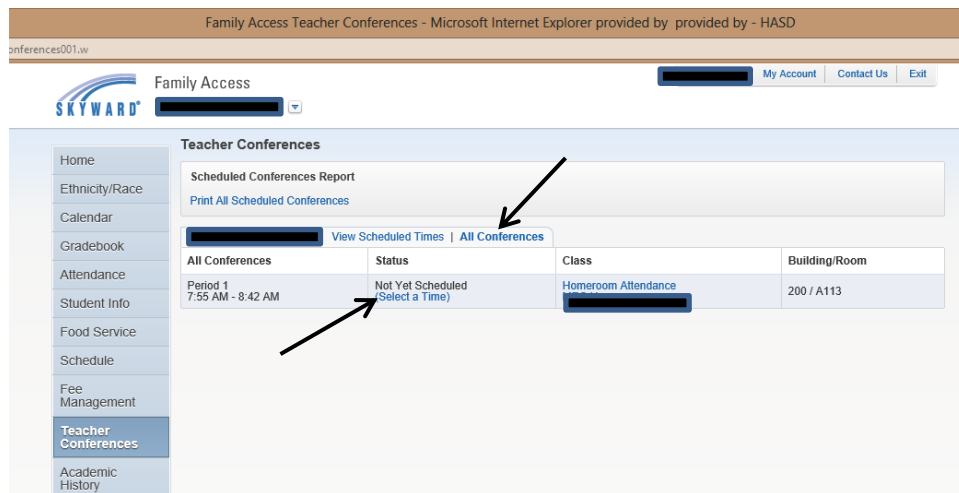 Family Access Teacher Conferences - Microsoft Internet Explorer provided by provided by - HASD
onferences001.w
SKYWARD®
Family Access
My Account | Contact Us | Exit
Home
Ethnicity/Race
Calendar
Gradebook
Attendance
Student Info
Food Service
Schedule
Fee
Management
Teacher
Conferences
Academic
History
Teacher Conferences
Scheduled Conferences Report
Print All Scheduled Conferences
View Scheduled Times | All Conferences
All Conferences Status Class Building/Room
Period 1 Not Yet Scheduled Homeroom Attendance 200 / A113
7:55 AM - 8:42 AM (Select a Time)